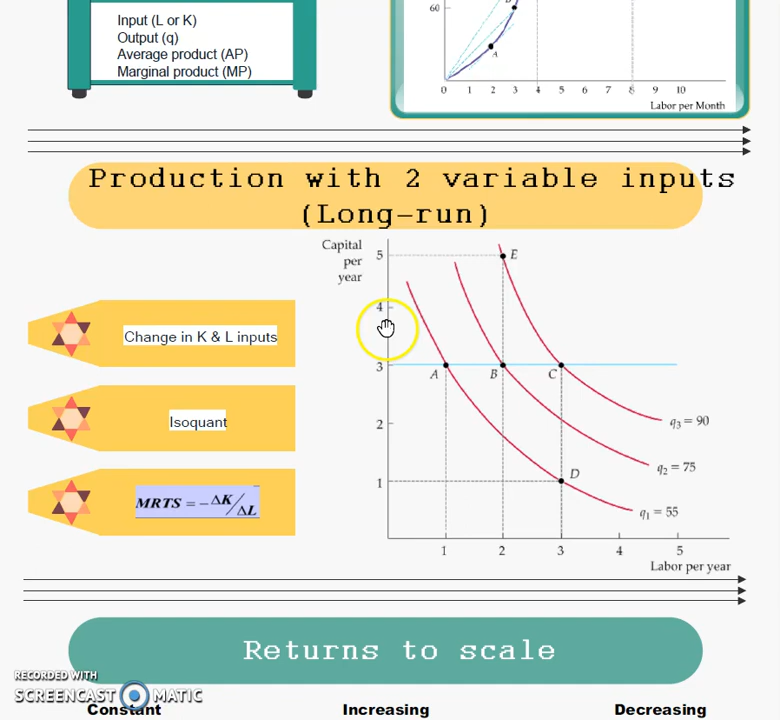 Input (L or K)
Output (q)
Average product (AP)
Marginal product (MP)
60
A
0 1 2 3 4 5 6 7 8 9 10
Labor per Month
Production with 2 variable inputs
(Long-run)
Change in K & L inputs
Isoquant
MRTS = -ΔK/ΔL
Capital
per
year
5
4
3
2
1
E
A
B
C
D
q3 = 90
q2 = 75
q1 = 55
1 2 3 4 5
Labor per year
Returns to scale
RECORDED WITH
SCREENCAST MATIC
Constant
Increasing
Decreasing